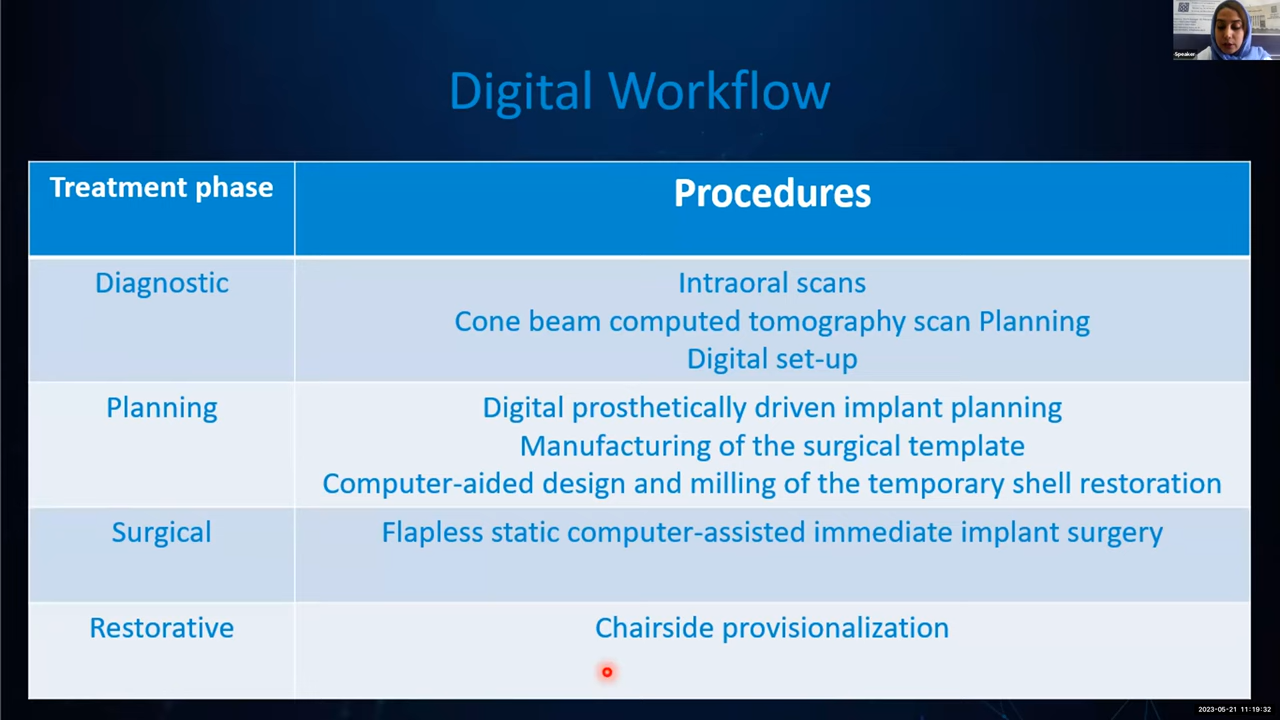 Speaker
Digital Workflow
Treatment phase
Procedures
Diagnostic
Intraoral scans
Cone beam computed tomography scan Planning
Digital set-up
Planning
Digital prosthetically driven implant planning
Manufacturing of the surgical template
Computer-aided design and milling of the temporary shell restoration
Surgical
Flapless static computer-assisted immediate implant surgery
Restorative
Chairside provisionalization
2023-05-21 11:19:32